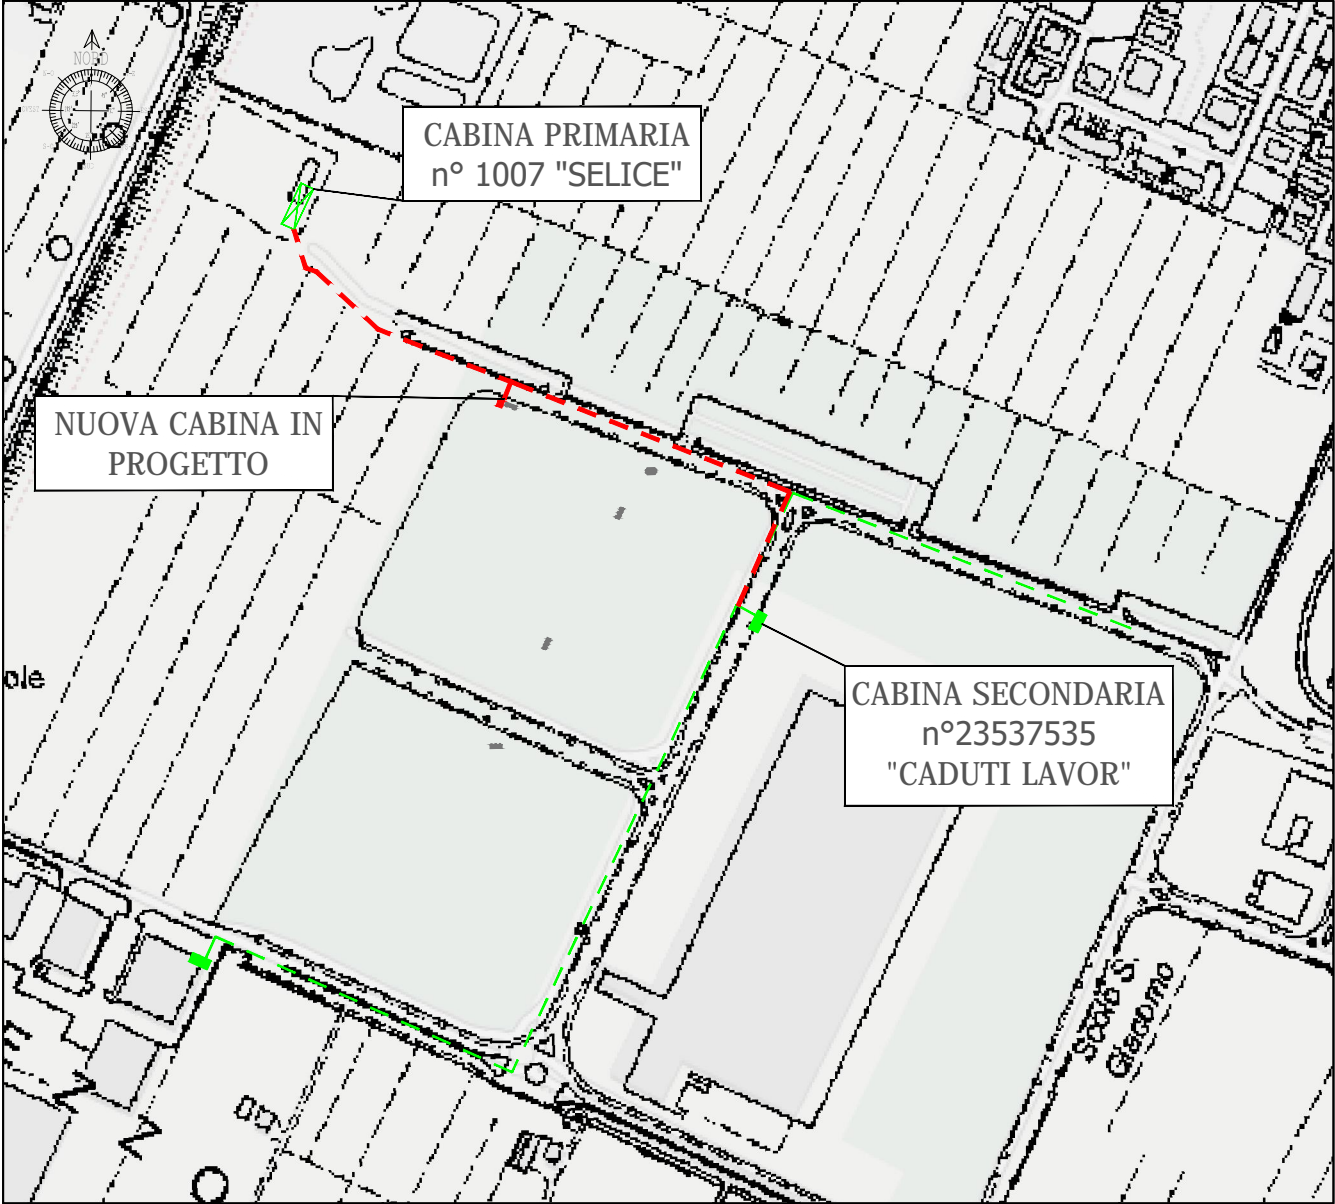 NORD
CABINA PRIMARIA
n° 1007 "SELICE"
NUOVA CABINA IN
PROGETTO
ole
CABINA SECONDARIA
n°23537535
"CADUTI LAVOR"
Scolo S.
Giacomo
Z
Z
O